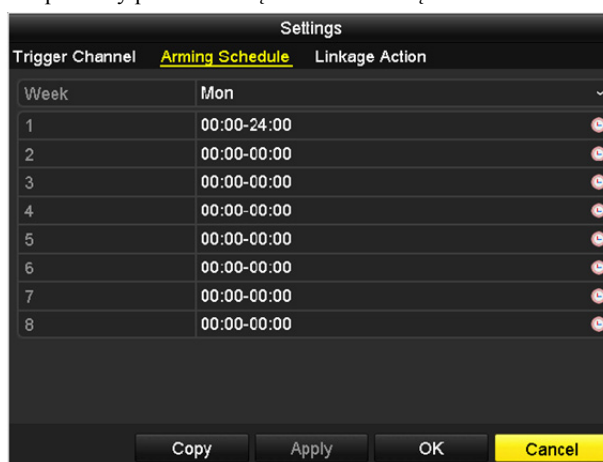 Settings
Trigger Channel Arming Schedule Linkage Action
Week Mon
1 00:00-24:00
2 00:00-00:00
3 00:00-00:00
4 00:00-00:00
5 00:00-00:00
6 00:00-00:00
7 00:00-00:00
8 00:00-00:00
Copy Apply OK Cancel